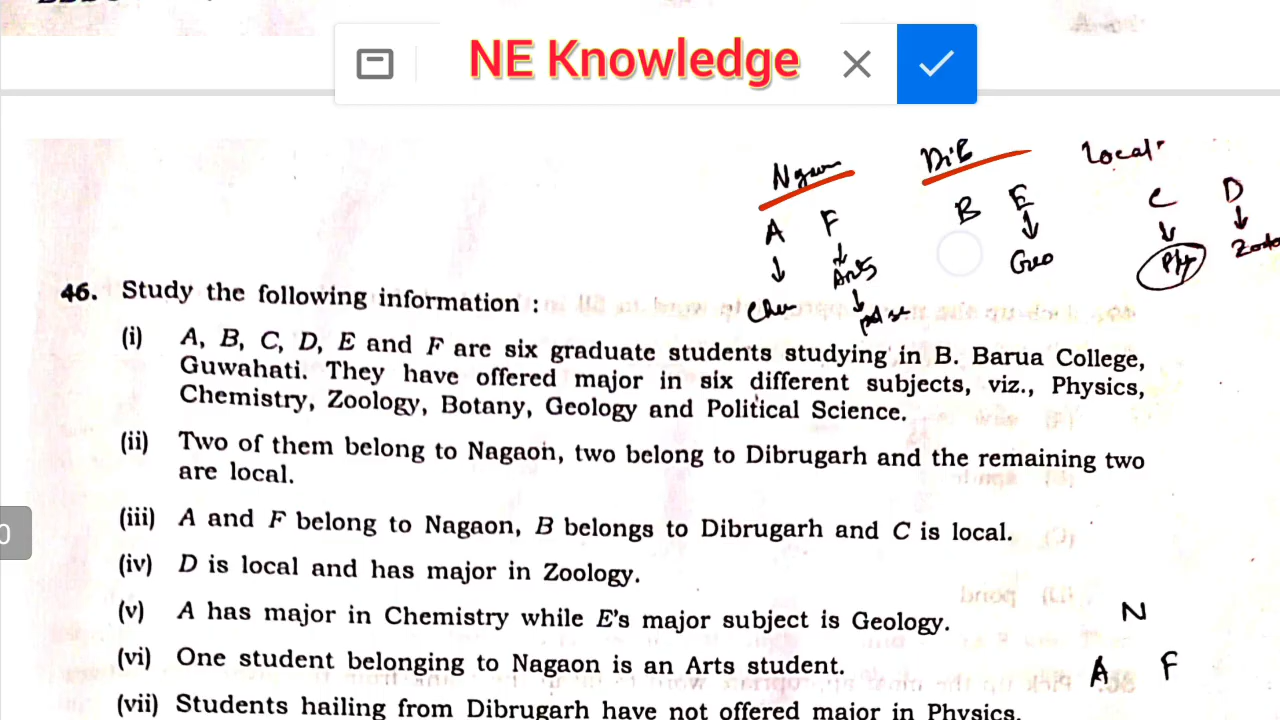 NE Knowledge
Ngaon DiB Local
A F B E C D
Arts Geo Phy Zoolo
Che pol sc
46. Study the following information :
(i) A, B, C, D, E and F are six graduate students studying in B. Barua College,
Guwahati. They have offered major in six different subjects, viz., Physics,
Chemistry, Zoology, Botany, Geology and Political Science.
(ii) Two of them belong to Nagaon, two belong to Dibrugarh and the remaining two
are local.
(iii) A and F belong to Nagaon, B belongs to Dibrugarh and C is local.
(iv) D is local and has major in Zoology.
(v) A has major in Chemistry while E's major subject is Geology.
N
(vi) One student belonging to Nagaon is an Arts student.
A F
(vii) Students hailing from Dibrugarh have not offered major in Physics.
0